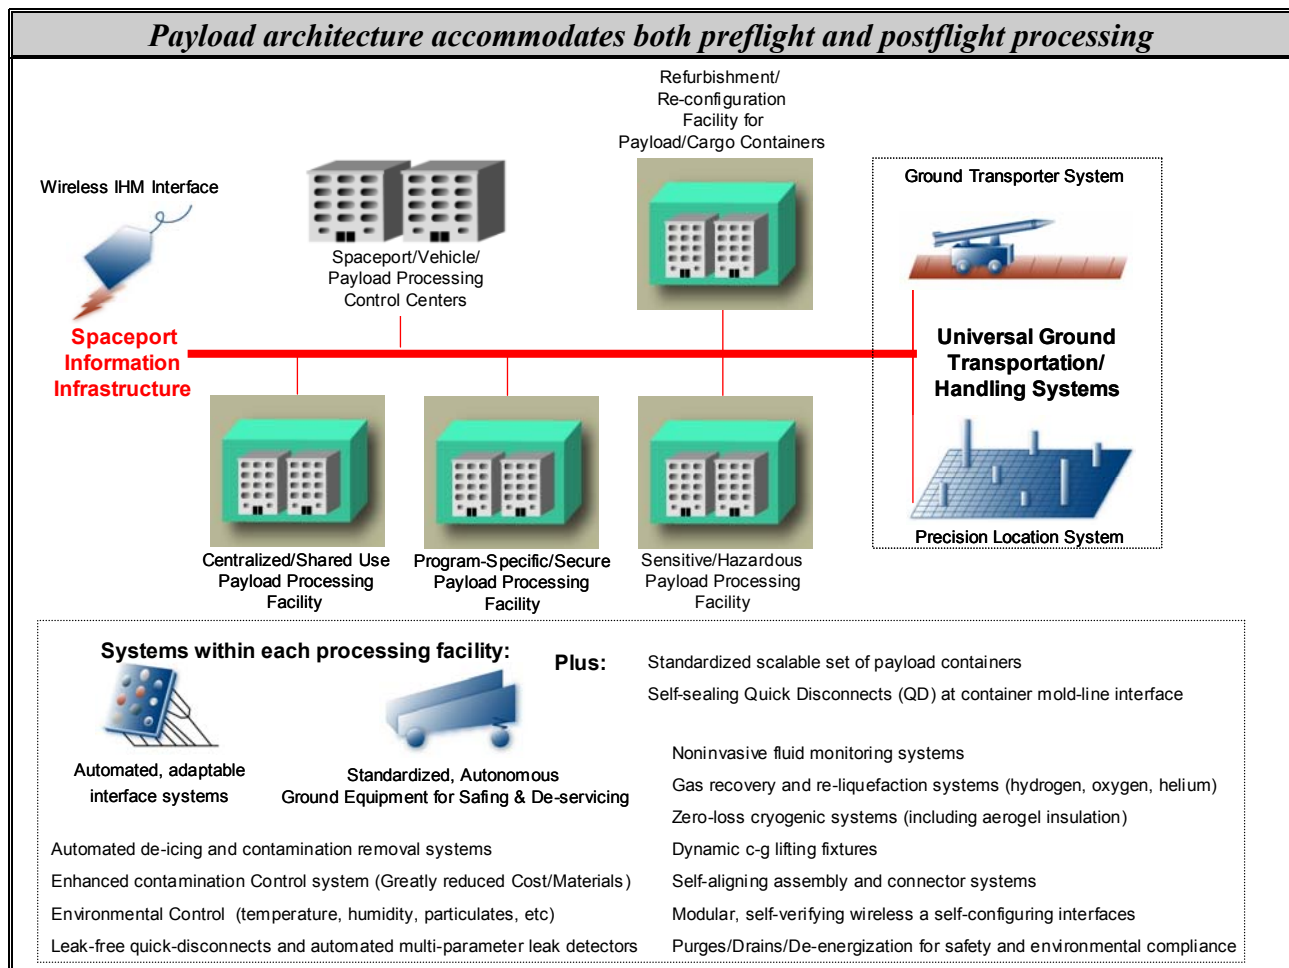 Payload architecture accommodates both preflight and postflight processing
Refurbishment/
Re-configuration
Facility for
Payload/Cargo Containers
Wireless IHM Interface
Ground Transporter System
Spaceport/Vehicle/
Payload Processing
Control Centers
Spaceport
Information
Infrastructure
Universal Ground
Transportation/
Handling Systems
Precision Location System
Centralized/Shared Use
Payload Processing
Facility
Program-Specific/Secure
Payload Processing
Facility
Sensitive/Hazardous
Payload Processing
Facility
Systems within each processing facility:
Automated, adaptable
interface systems
Standardized, Autonomous
Ground Equipment for Safing & De-servicing
Automated de-icing and contamination removal systems
Enhanced contamination Control system (Greatly reduced Cost/Materials)
Environmental Control (temperature, humidity, particulates, etc)
Leak-free quick-disconnects and automated multi-parameter leak detectors
Plus:
Standardized scalable set of payload containers
Self-sealing Quick Disconnects (QD) at container mold-line interface
Noninvasive fluid monitoring systems
Gas recovery and re-liquefaction systems (hydrogen, oxygen, helium)
Zero-loss cryogenic systems (including aerogel insulation)
Dynamic c-g lifting fixtures
Self-aligning assembly and connector systems
Modular, self-verifying wireless a self-configuring interfaces
Purges/Drains/De-energization for safety and environmental compliance